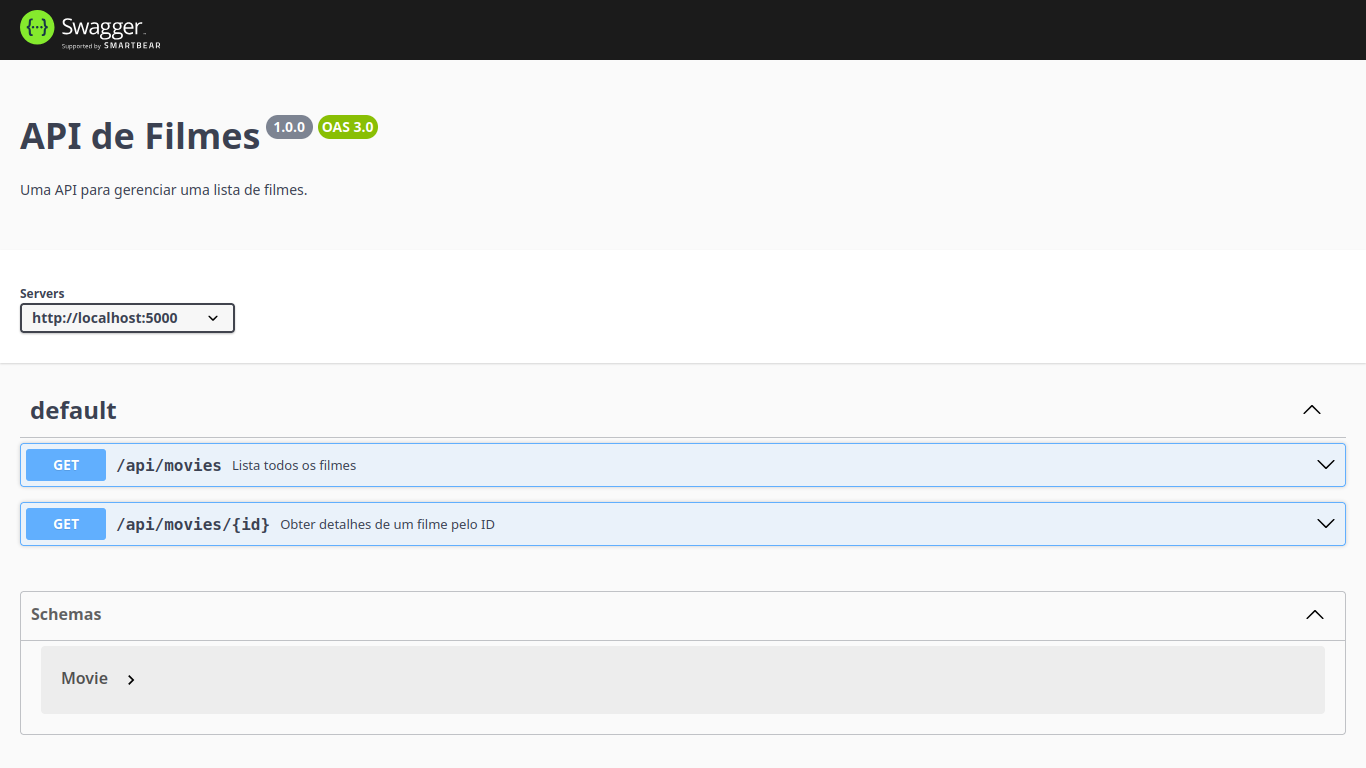 {···} Swagger
Supported by SMARTBEAR
API de Filmes 1.0.0 OAS 3.0
Uma API para gerenciar uma lista de filmes.
Servers
http://localhost:5000
default
GET /api/movies Lista todos os filmes
GET /api/movies/{id} Obter detalhes de um filme pelo ID
Schemas
Movie